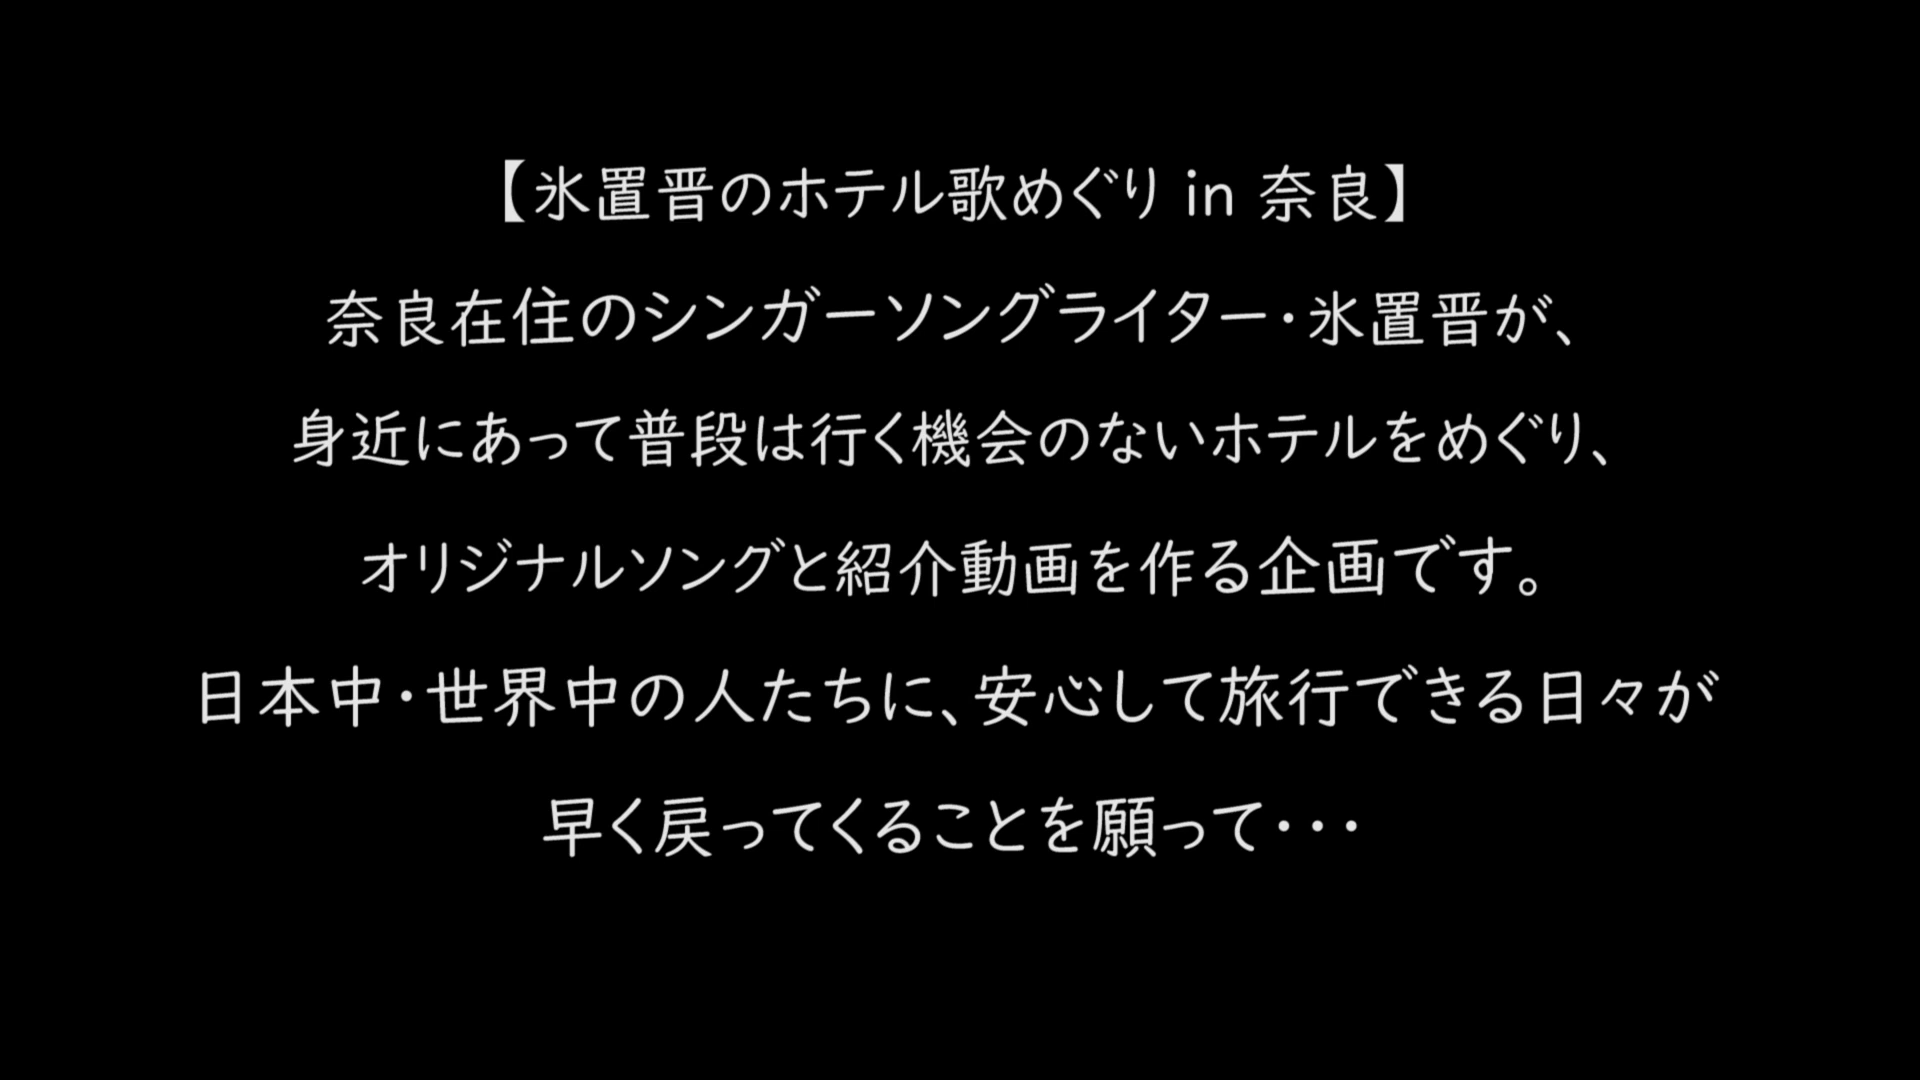 【氷置晋のホテル歌めぐり in 奈良】
奈良在住のシンガーソングライター・氷置晋が、
身近にあって普段は行く機会のないホテルをめぐり、
オリジナルソングと紹介動画を作る企画です。
日本中・世界中の人たちに、安心して旅行できる日々が
早く戻ってくることを願って・・・